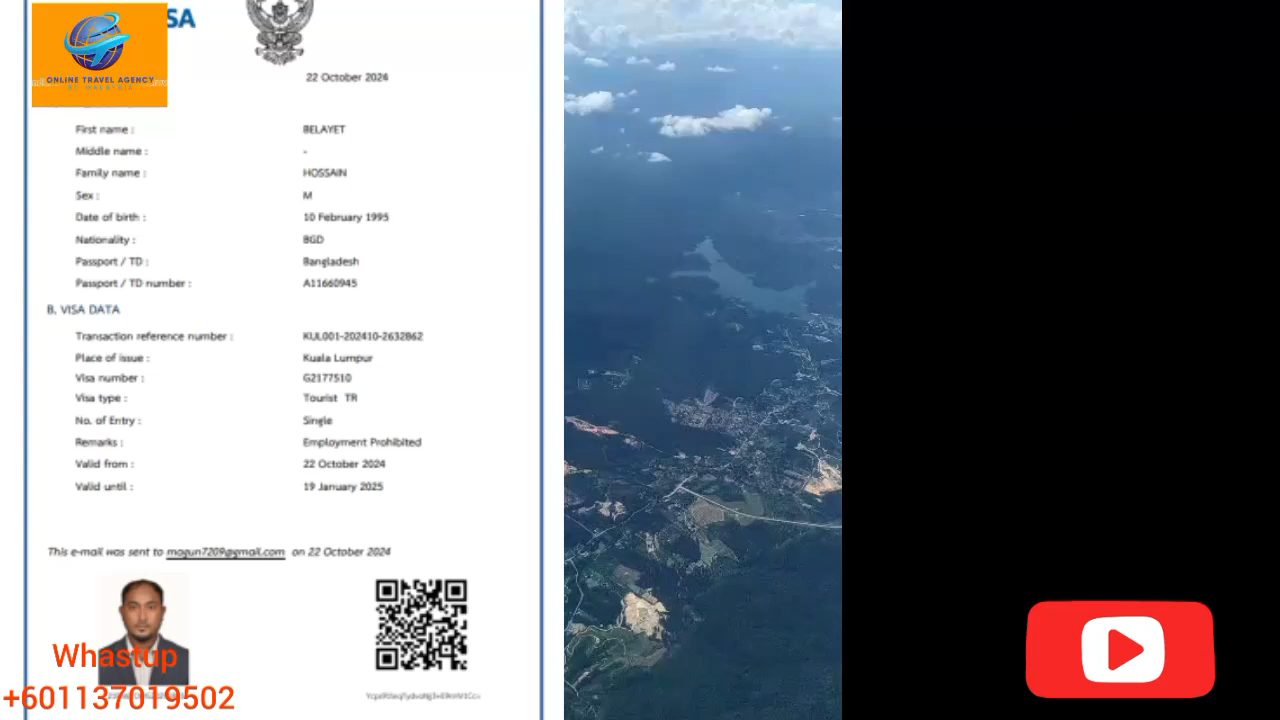 SA
ONLINE TRAVEL AGENCY
BY MALAYSIA
22 October 2024
First name : BELAYET
Middle name : -
Family name : HOSSAIN
Sex : M
Date of birth : 10 February 1995
Nationality : BGD
Passport / TD : Bangladesh
Passport / TD number : A11660945
B. VISA DATA
Transaction reference number : KUL001-202410-2632862
Place of issue : Kuala Lumpur
Visa number : G2177510
Visa type : Tourist TR
No. of Entry : Single
Remarks : Employment Prohibited
Valid from : 22 October 2024
Valid until : 19 January 2025
This e-mail was sent to mogun7209@gmail.com on 22 October 2024
Whastup
+601137019502